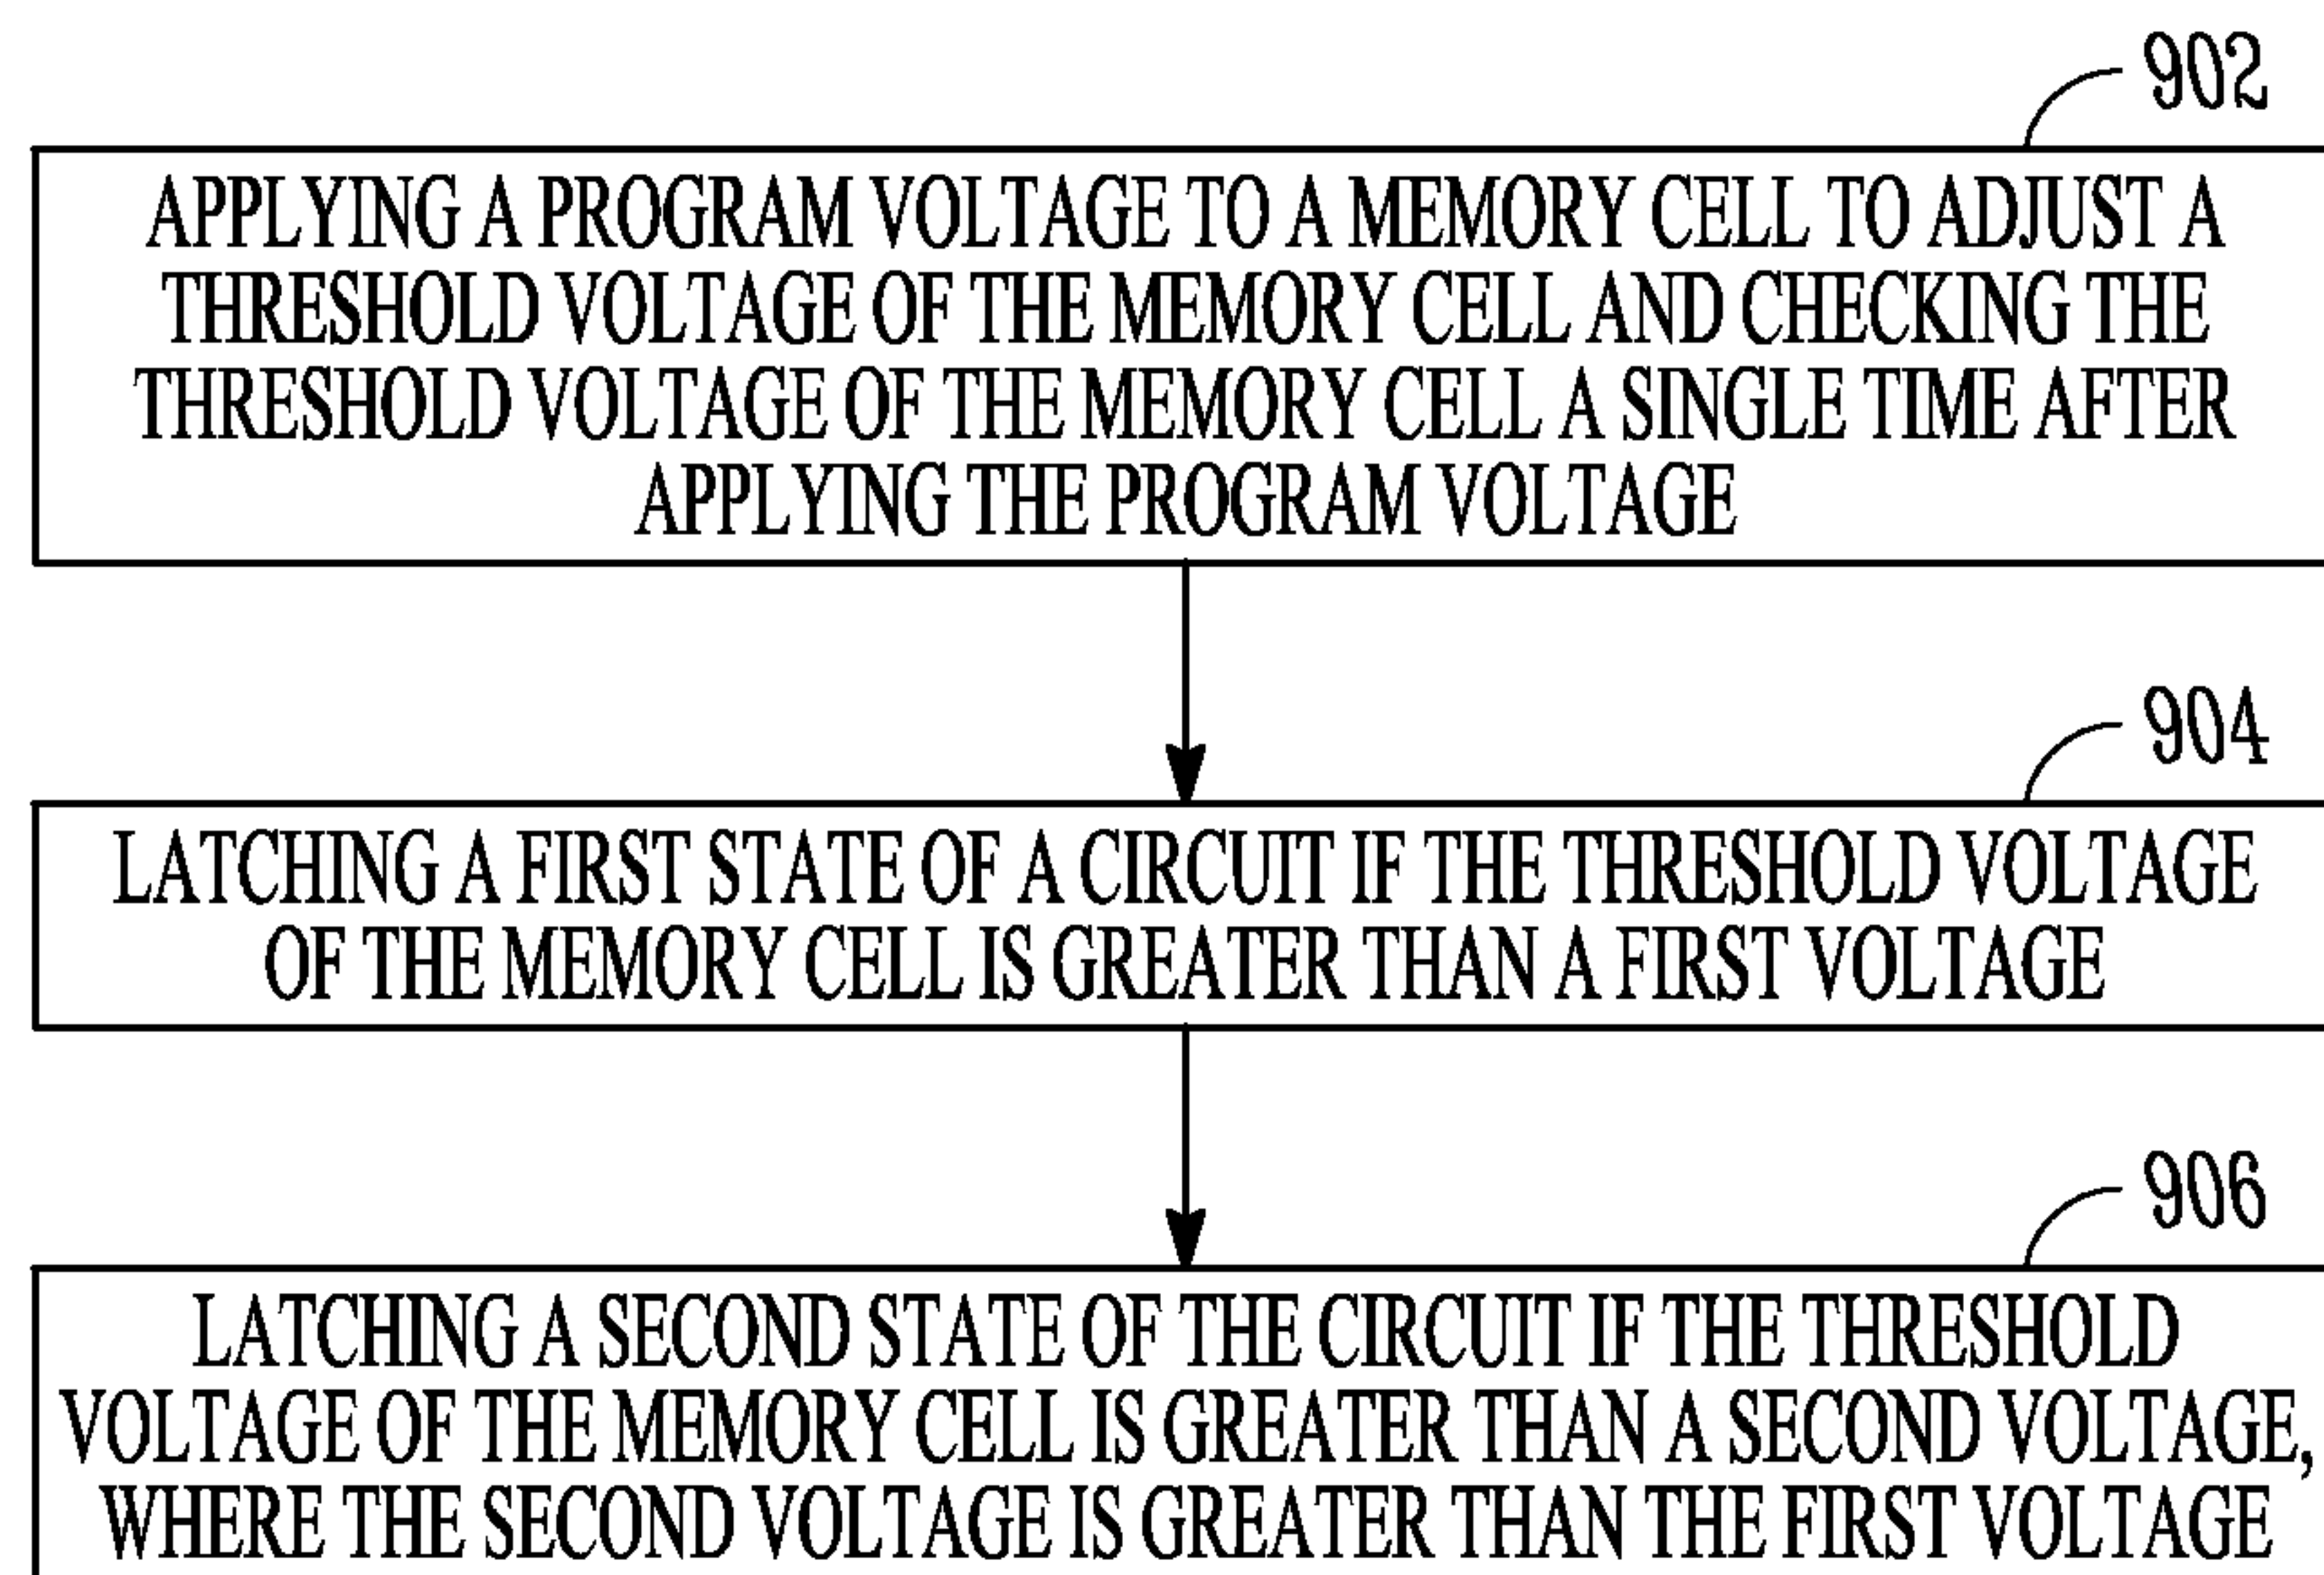 902
APPLYING A PROGRAM VOLTAGE TO A MEMORY CELL TO ADJUST A
THRESHOLD VOLTAGE OF THE MEMORY CELL AND CHECKING THE
THRESHOLD VOLTAGE OF THE MEMORY CELL A SINGLE TIME AFTER
APPLYING THE PROGRAM VOLTAGE
904
LATCHING A FIRST STATE OF A CIRCUIT IF THE THRESHOLD VOLTAGE
OF THE MEMORY CELL IS GREATER THAN A FIRST VOLTAGE
906
LATCHING A SECOND STATE OF THE CIRCUIT IF THE THRESHOLD
VOLTAGE OF THE MEMORY CELL IS GREATER THAN A SECOND VOLTAGE,
WHERE THE SECOND VOLTAGE IS GREATER THAN THE FIRST VOLTAGE